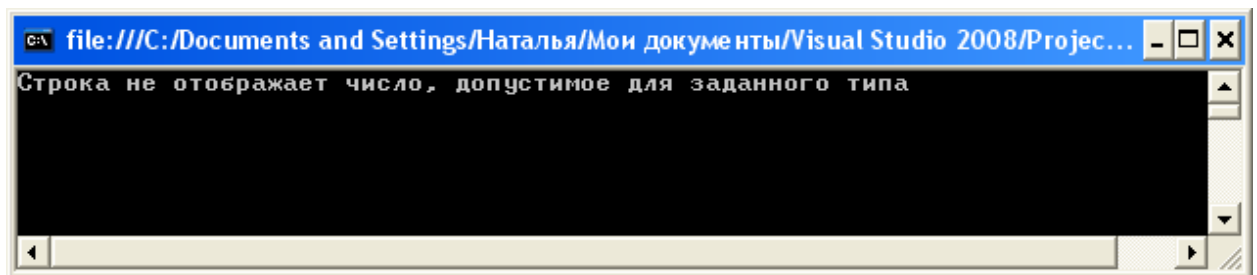 file:///C:/Documents and Settings/Наталья/Мои документы/Visual Studio 2008/Projec...
Строка не отображает число, допустимое для заданного типа